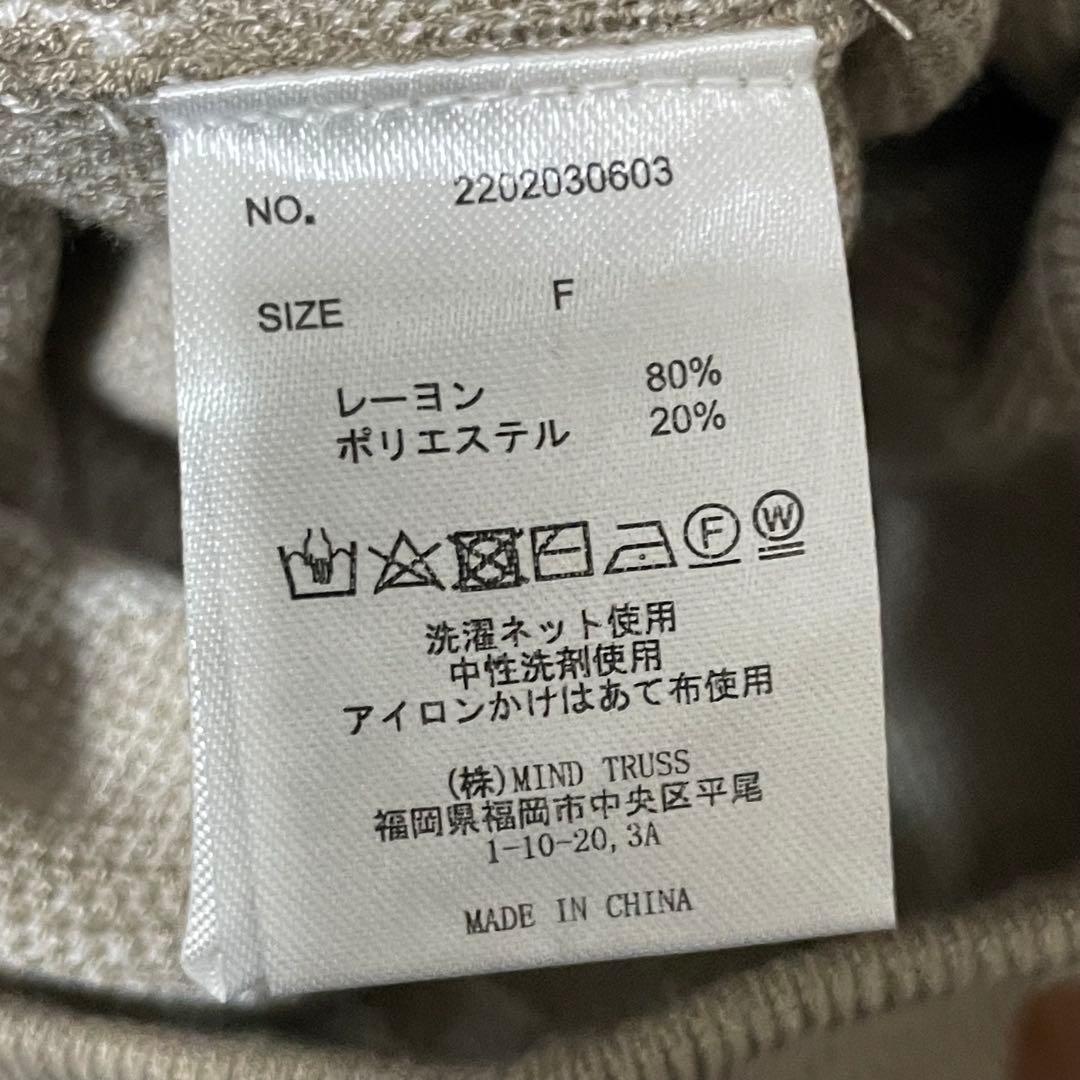 NO. 2202030603
SIZE F
レーヨン 80%
ポリエステル 20%
F W
洗濯ネット使用
中性洗剤使用
アイロンかけはあて布使用
(株)MIND TRUSS
福岡県福岡市中央区平尾
1-10-20,3A
MADE IN CHINA